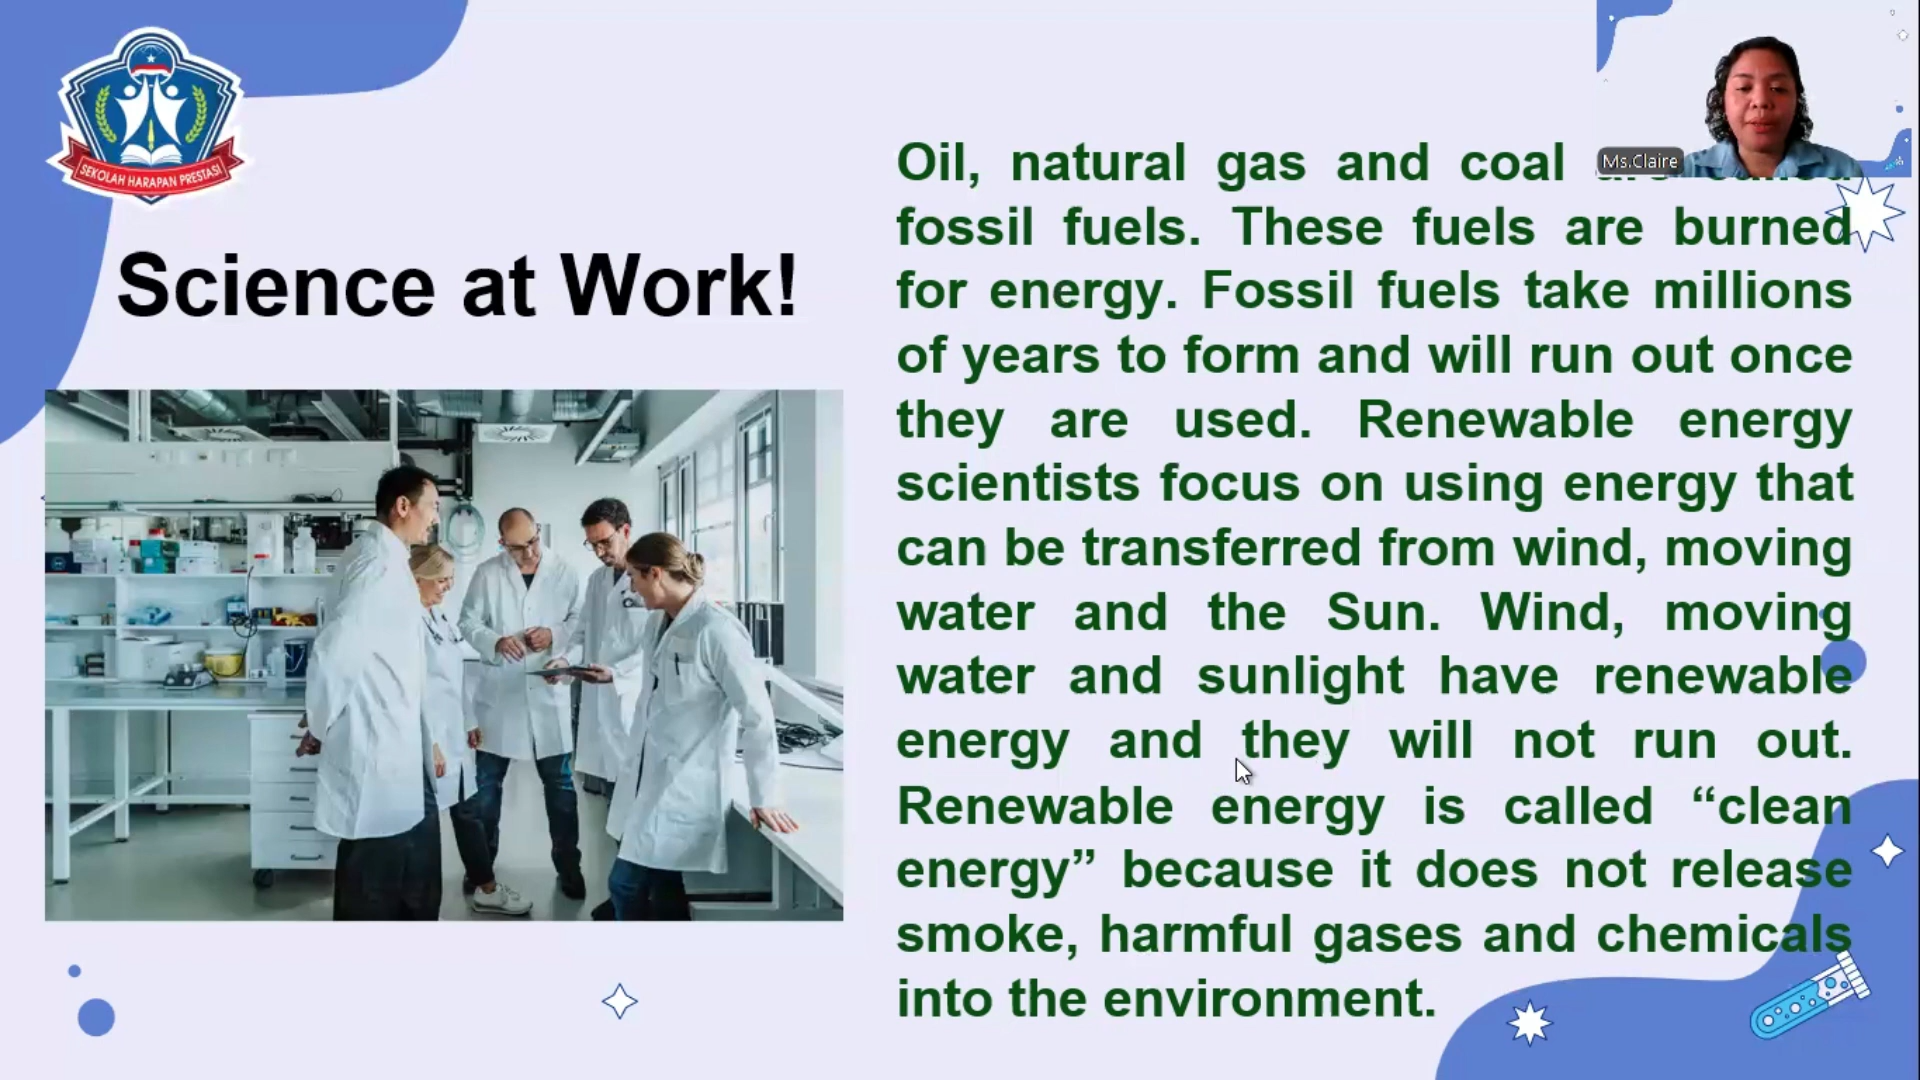 SEKOLAH HARAPAN PRESTASI
Science at Work!
Ms.Claire
Oil, natural gas and coal
fossil fuels. These fuels are burned
for energy. Fossil fuels take millions
of years to form and will run out once
they are used. Renewable energy
scientists focus on using energy that
can be transferred from wind, moving
water and the Sun. Wind, moving
water and sunlight have renewable
energy and they will not run out.
Renewable energy is called “clean
energy” because it does not release
smoke, harmful gases and chemicals
into the environment.